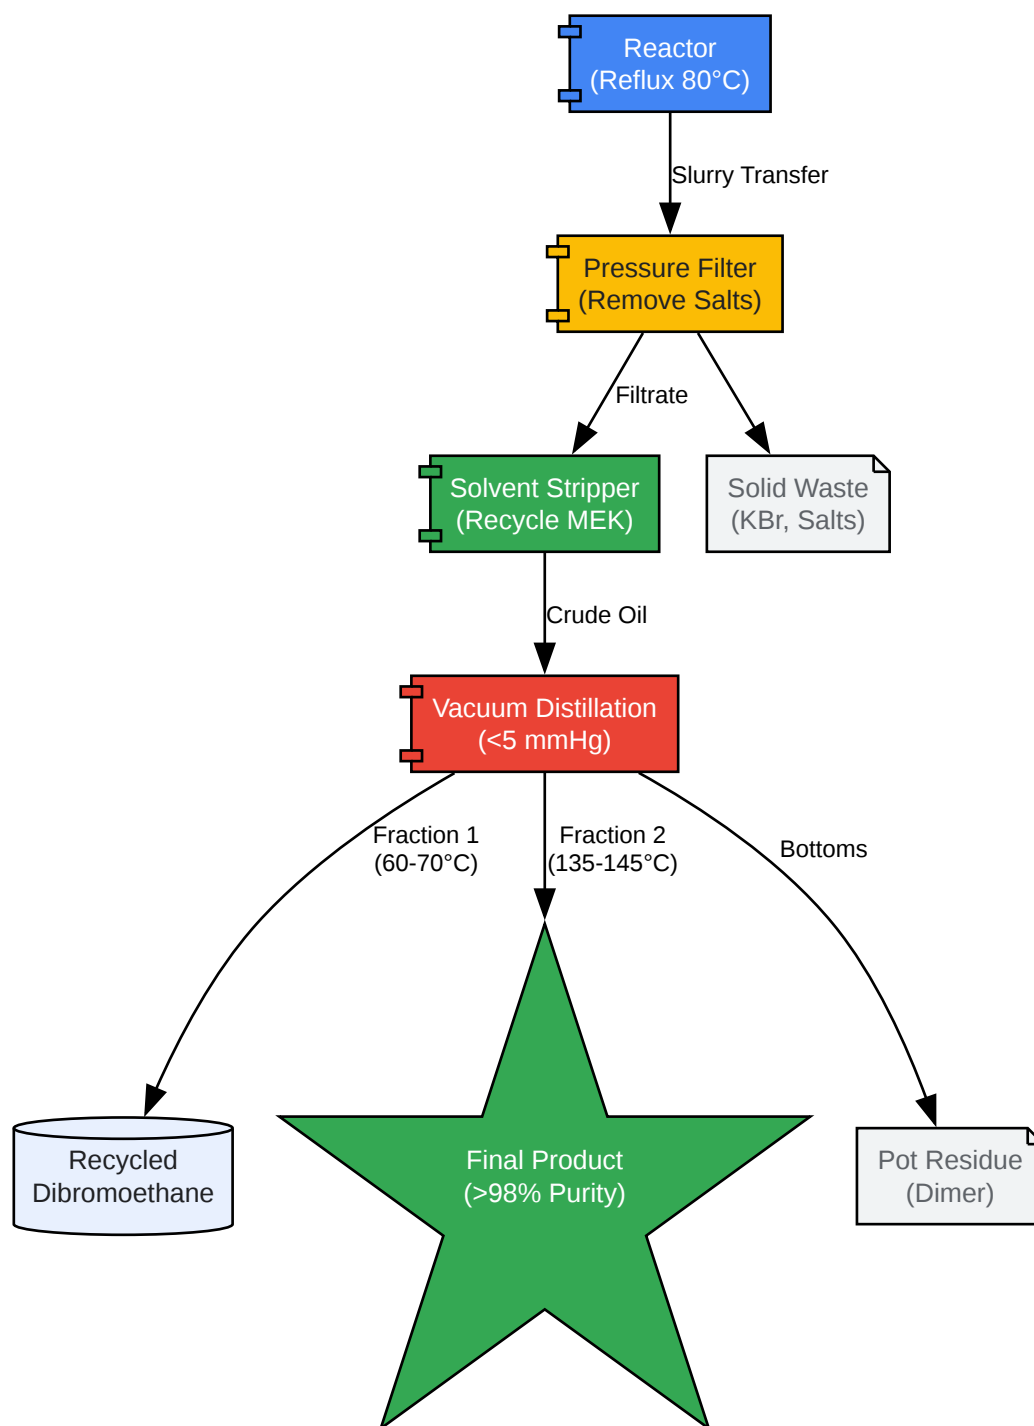 Reactor
(Reflux 80°C)
Slurry Transfer
Pressure Filter
(Remove Salts)
Filtrate
Solvent Stripper
(Recycle MEK)
Solid Waste
(KBr, Salts)
Crude Oil
Vacuum Distillation
(<5 mmHg)
Fraction 1
(60-70°C)
Fraction 2
(135-145°C)
Bottoms
Recycled
Dibromoethane
Final Product
(>98% Purity)
Pot Residue
(Dimer)